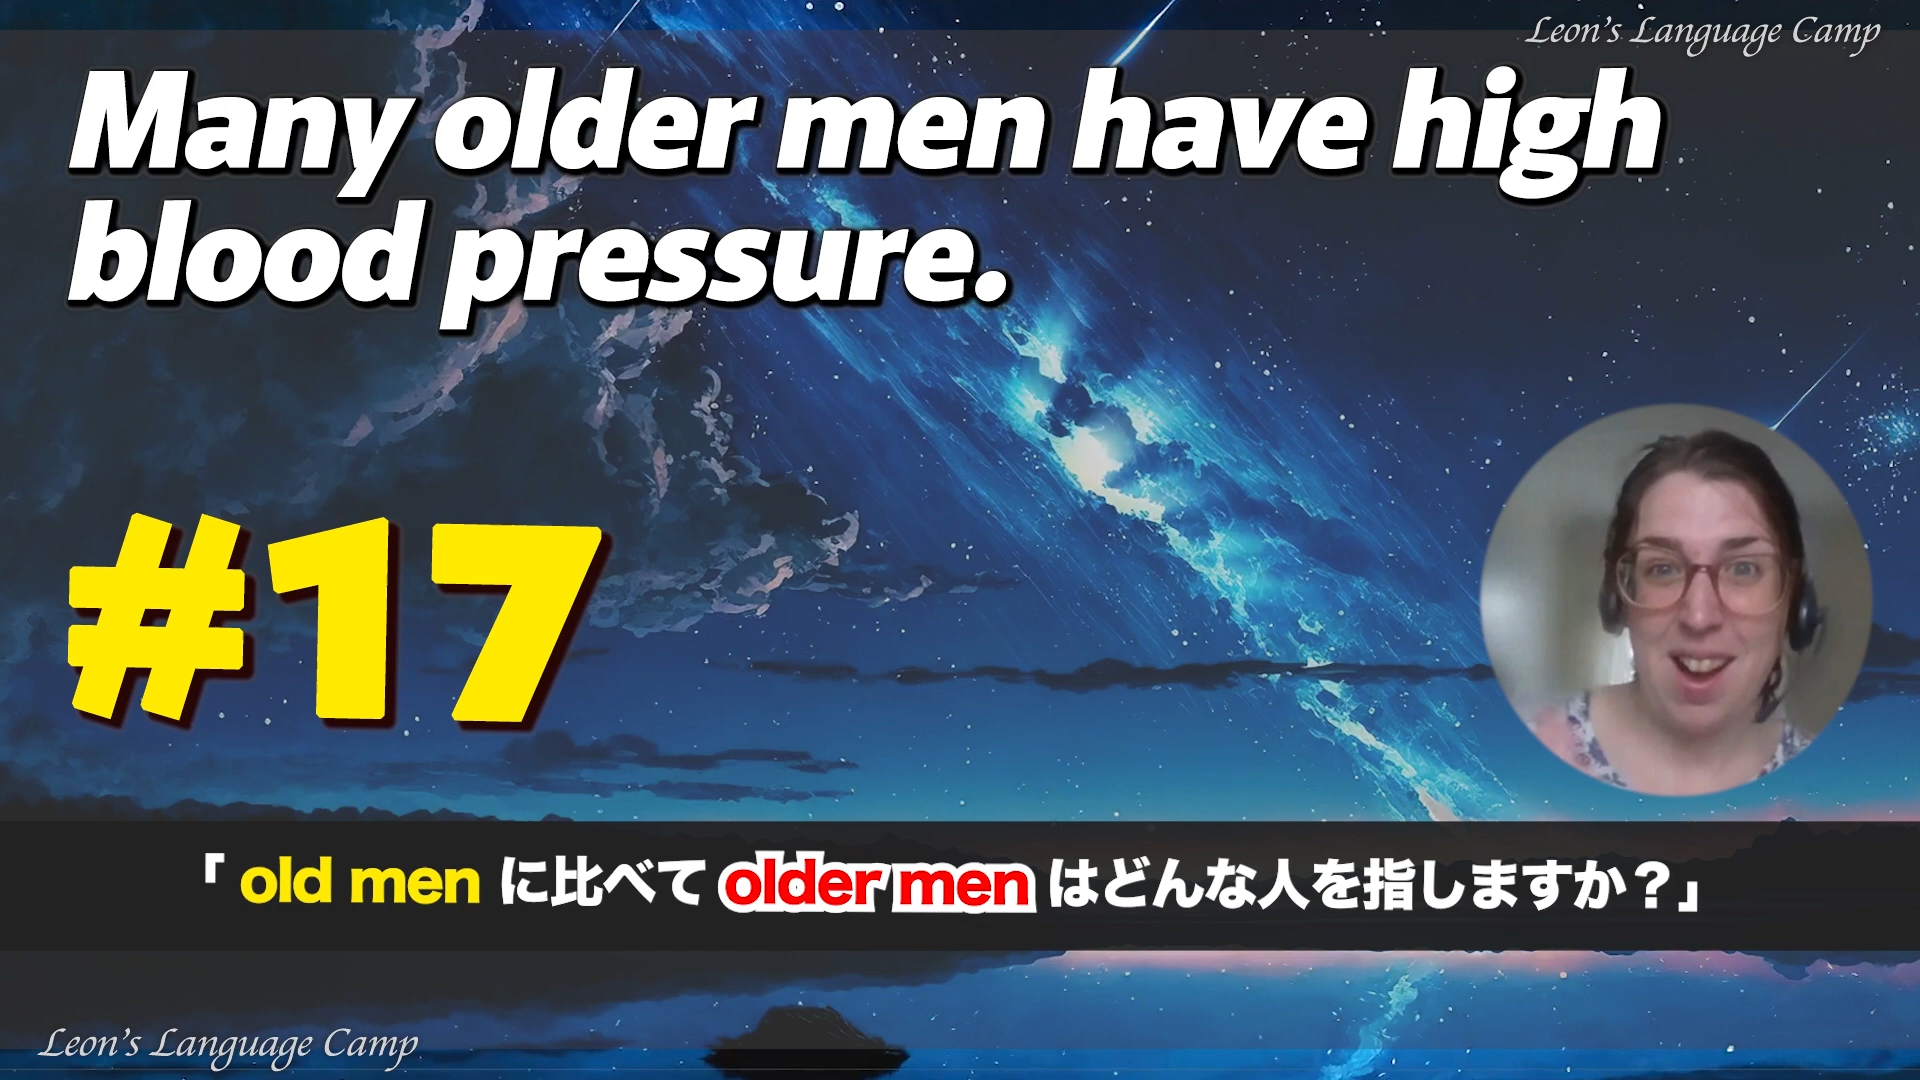 Leon's Language Camp
Many older men have high
blood pressure.
#17
「 old men に比べて older men はどんな人を指しますか？」
Leon's Language Camp